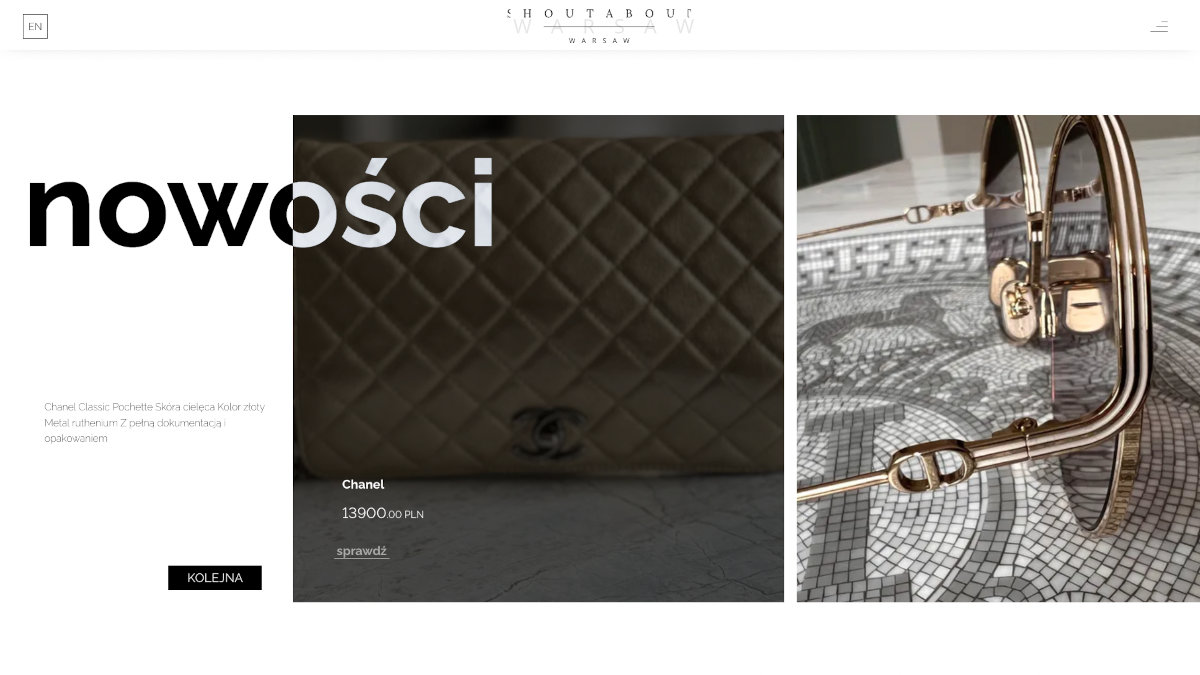 EN
SHOUTABOUT
WARSAW
WARSAW
nowości
Chanel Classic Pochette Skóra cielęca Kolor złoty
Metal ruthenium Z pełną dokumentacją i
opakowaniem
Chanel
13900.00 PLN
sprawdź
KOLEJNA